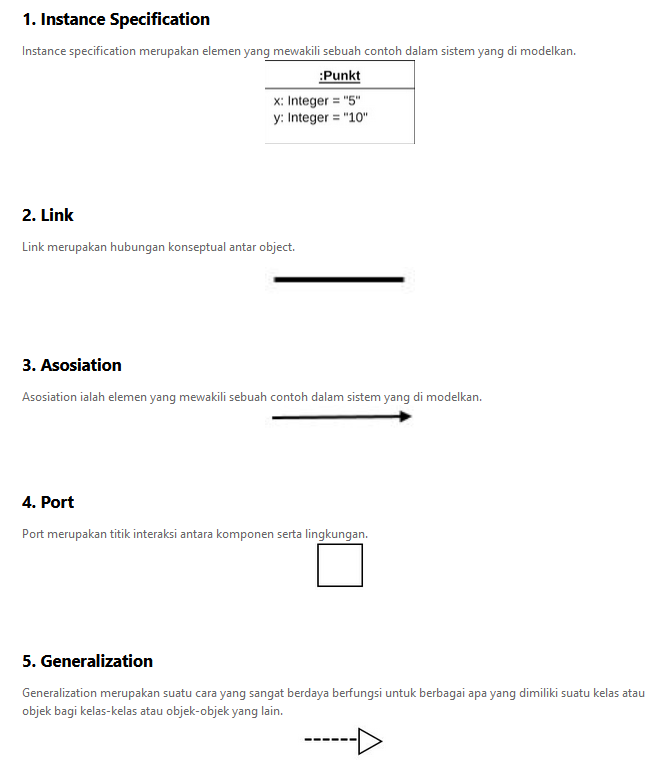 1. Instance Specification
Instance specification merupakan elemen yang mewakili sebuah contoh dalam sistem yang di modelkan.
:Punkt
x: Integer = "5"
y: Integer = "10"
2. Link
Link merupakan hubungan konseptual antar object.
3. Asosiation
Asosiation ialah elemen yang mewakili sebuah contoh dalam sistem yang di modelkan.
4. Port
Port merupakan titik interaksi antara komponen serta lingkungan.
5. Generalization
Generalization merupakan suatu cara yang sangat berdaya berfungsi untuk berbagai apa yang dimiliki suatu kelas atau
objek bagi kelas-kelas atau objek-objek yang lain.